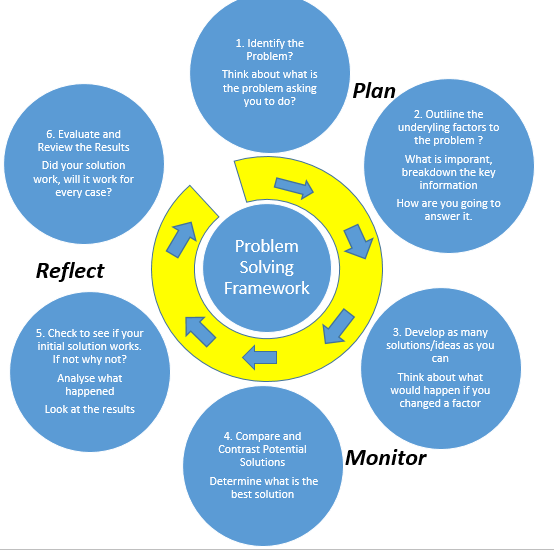 1. Identify the
Problem?
Think about what is
the problem asking
you to do?
Plan
2. Outliine the
underyling factors to
the problem ?
What is imporant,
breakdown the key
information
How are you going to
answer it.
3. Develop as many
solutions/ideas as you
can
Think about what
would happen if you
changed a factor
Monitor
4. Compare and
Contrast Potential
Solutions
Determine what is the
best solution
5. Check to see if your
initial solution works.
If not why not?
Analyse what
happened
Look at the results
Reflect
6. Evaluate and
Review the Results
Did your solution
work, will it work for
every case?
Problem
Solving
Framework